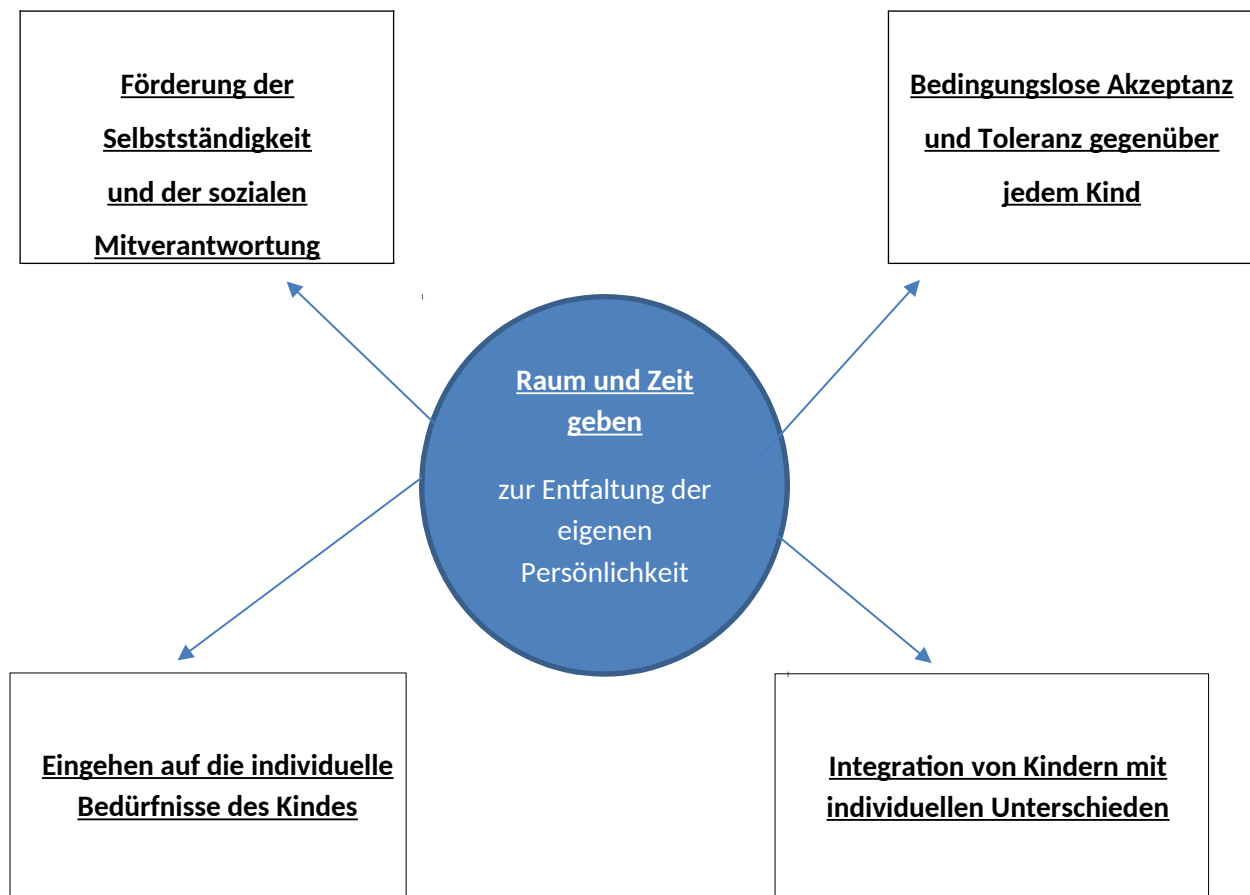 Förderung der
Selbstständigkeit
und der sozialen
Mitverantwortung
Bedingungslose Akzeptanz
und Toleranz gegenüber
jedem Kind
Raum und Zeit
geben
zur Entfaltung der
eigenen
Persönlichkeit
Eingehen auf die individuelle
Bedürfnisse des Kindes
Integration von Kindern mit
individuellen Unterschieden